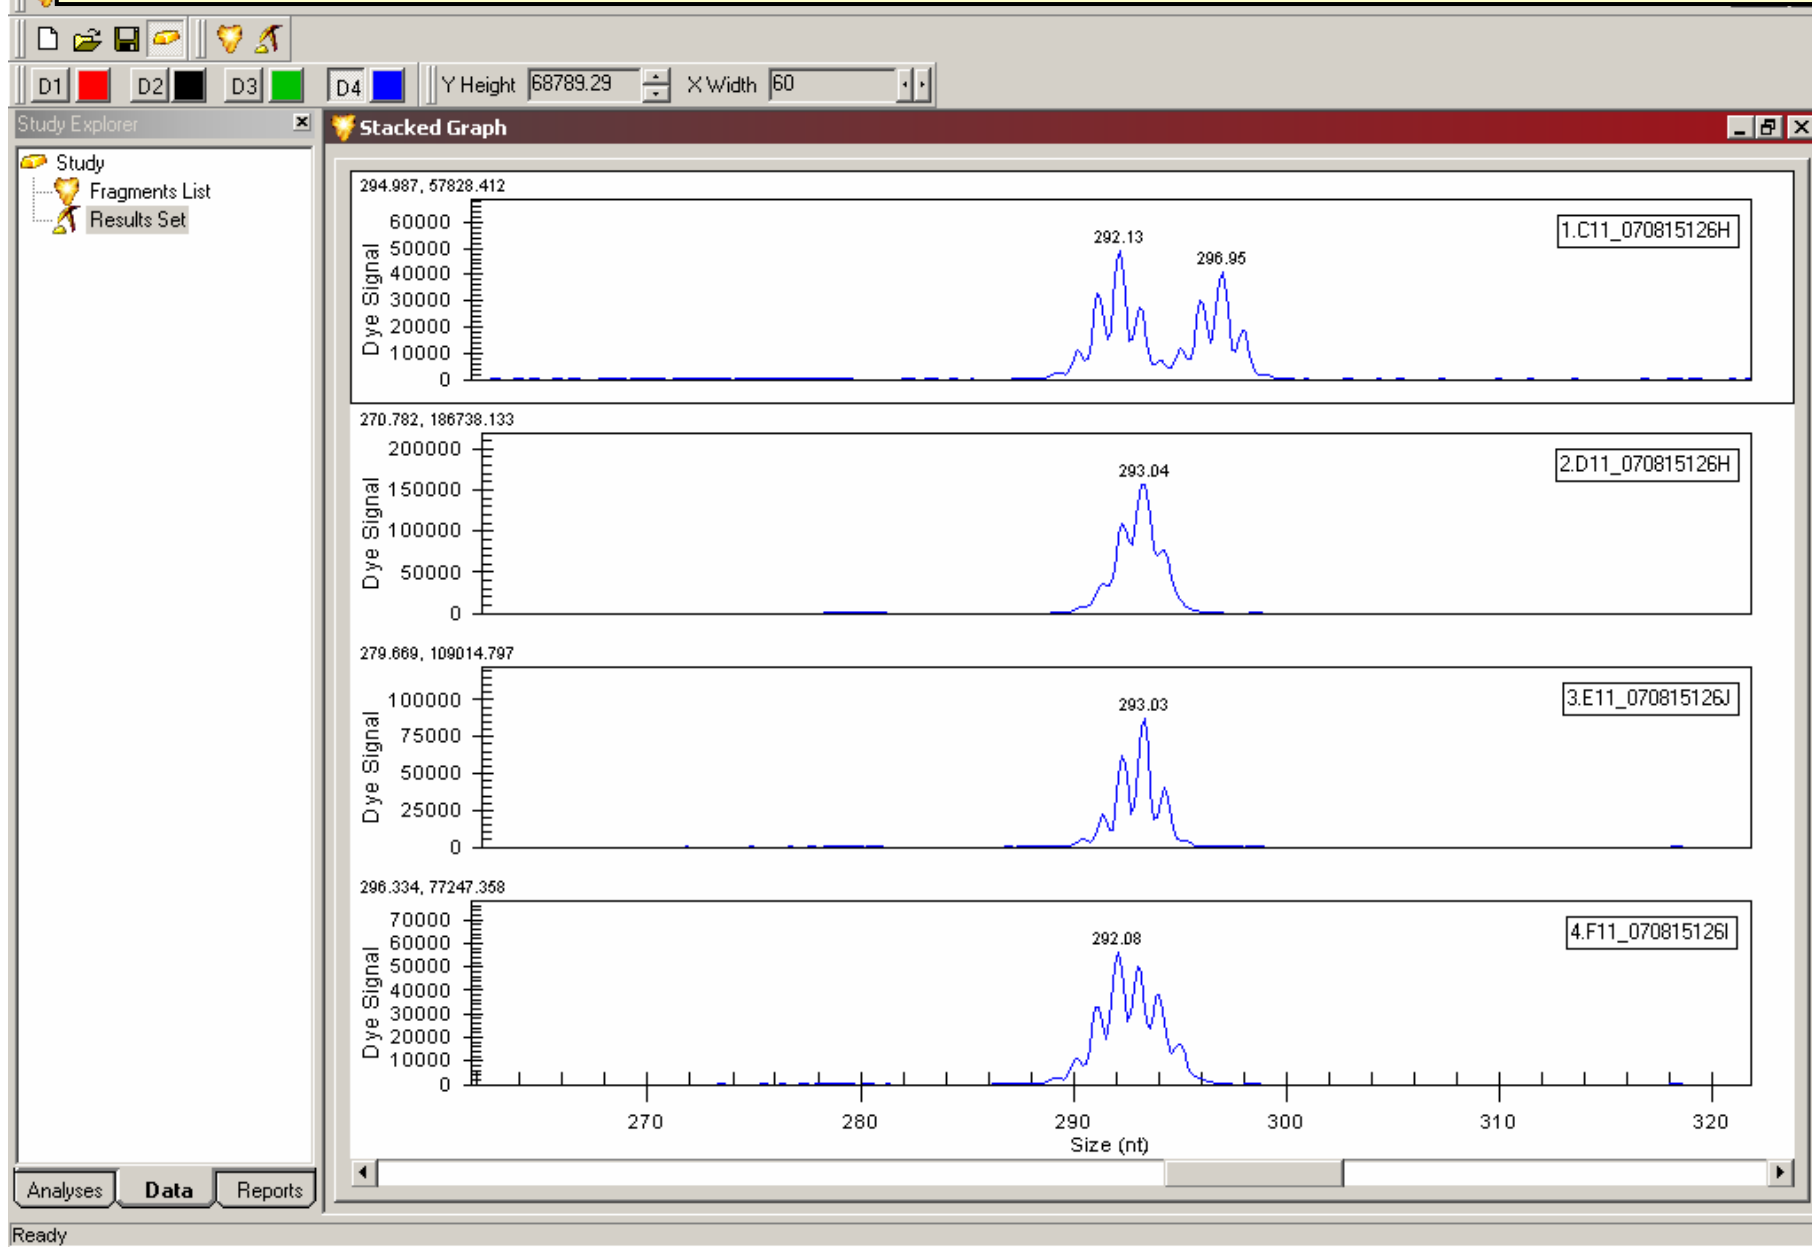 D1 D2 D3 D4 Y Height 68789.29 X Width 60
Study Explorer
Study
Fragments List
Results Set
Stacked Graph
294.987, 57828.412
1.C11_070815126H
Dye Signal
60000
50000
40000
30000
20000
10000
0
292.13
296.95
270.782, 186738.133
2.D11_070815126H
Dye Signal
200000
150000
100000
50000
0
293.04
279.669, 109014.797
3.E11_070815126J
Dye Signal
100000
75000
50000
25000
0
293.03
296.334, 77247.358
4.F11_070815126I
Dye Signal
70000
60000
50000
40000
30000
20000
10000
0
292.08
270 280 290 300 310 320
Size (nt)
Analyses Data Reports
Ready